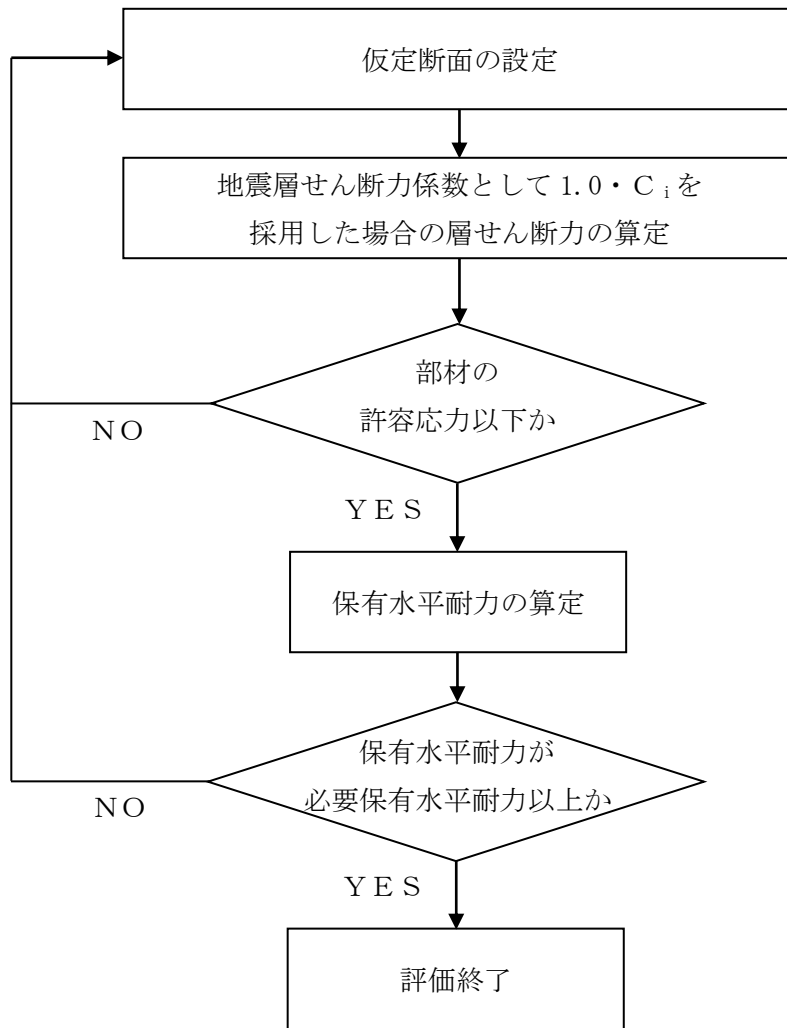 仮定断面の設定
地震層せん断力係数として1.0・Ciを
採用した場合の層せん断力の算定
部材の
許容応力以下か
NO
YES
保有水平耐力の算定
保有水平耐力が
必要保有水平耐力以上か
NO
YES
評価終了